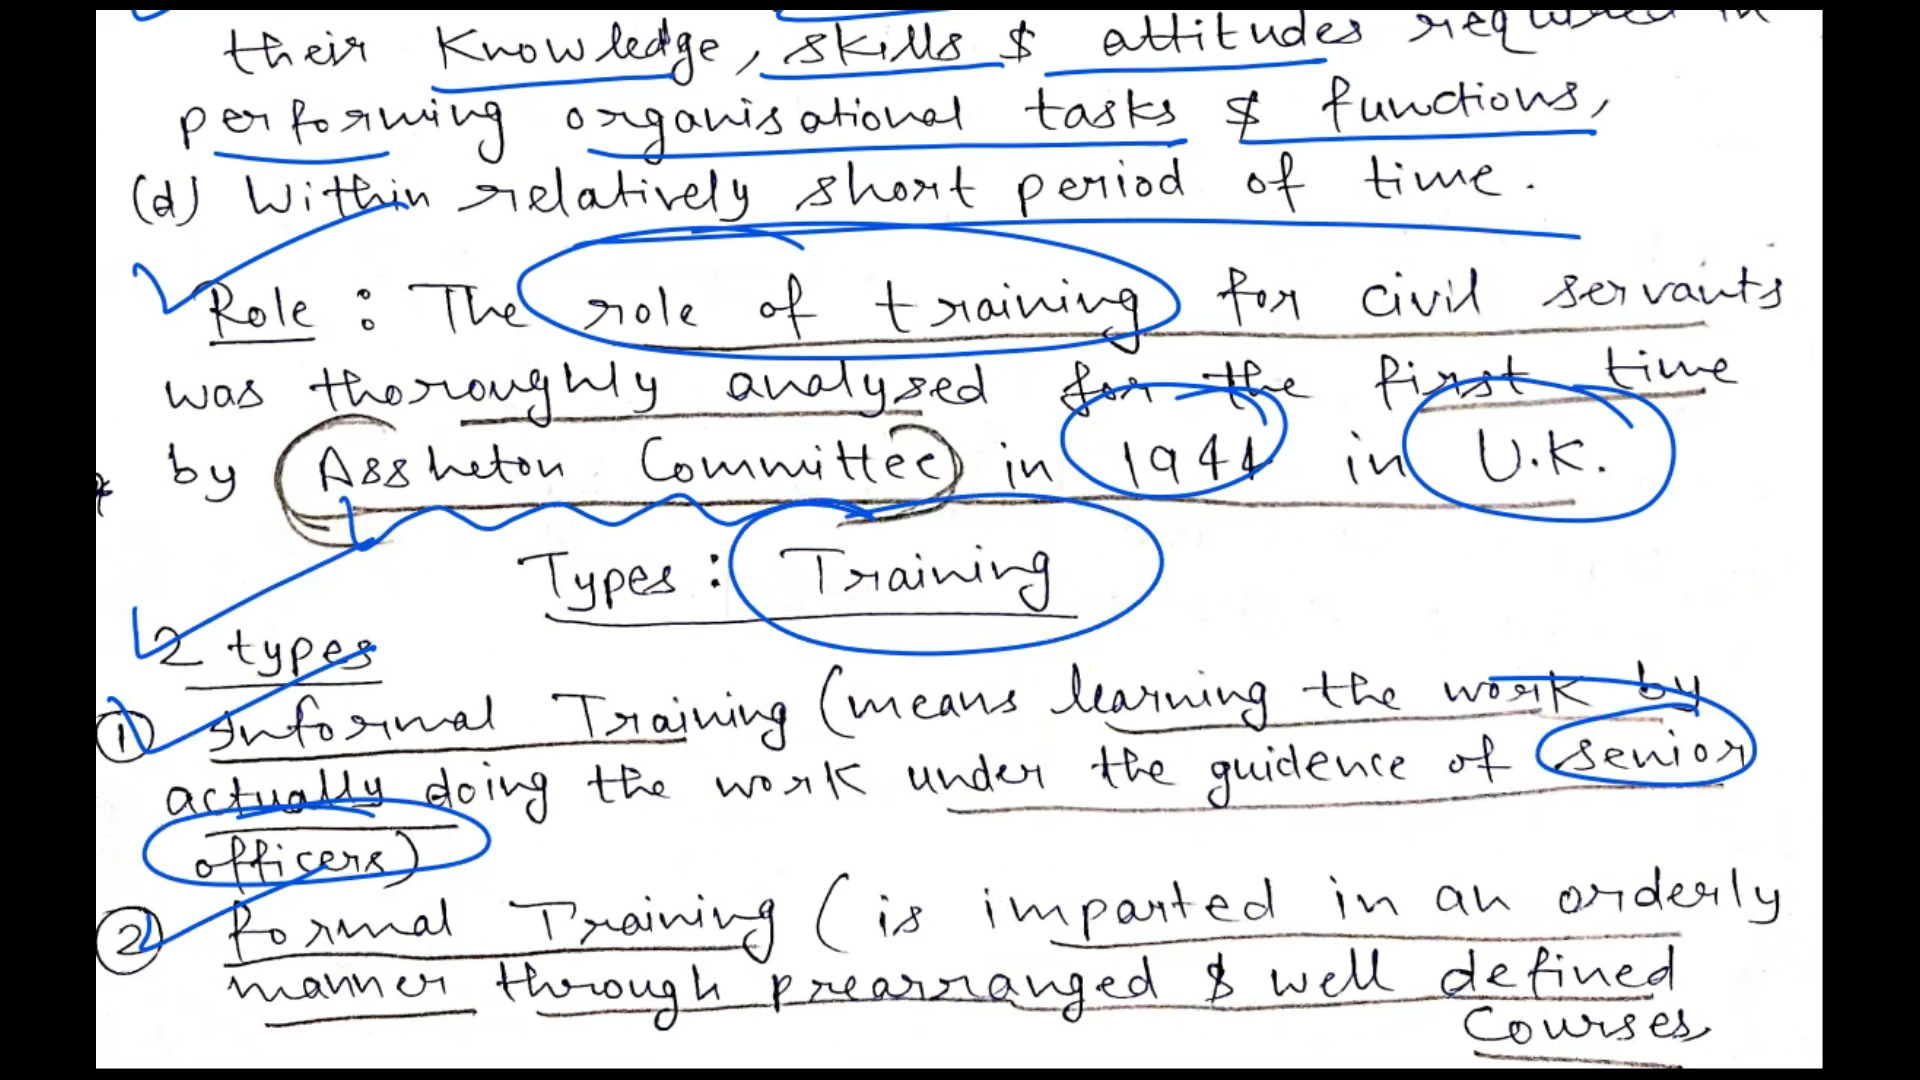 their Knowledge, skills & attitudes required in
performing organisational tasks & functions,
(d) Within relatively short period of time.
Role : The role of training for civil servants
was thoroughly analysed for the first time
by Assheton Committee in 1944 in U.K.
Types : Training
2 types
① Informal Training (means learning the work by
actually doing the work under the guidence of senior
officers)
② Formal Training ( is imparted in an orderly
manner through prearranged & well defined
Courses